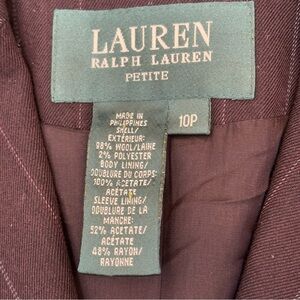 LAUREN
RALPH LAUREN
PETITE
10P
MADE IN
PHILIPPINES
SHELL/
EXTÉRIEUR:
98% WOOL/LAINE
2% POLYESTER
BODY LINING/
DOUBLURE DU CORPS:
100% ACETATE/
ACÉTATE
SLEEVE LINING/
DOUBLURE DE LA
MANCHE:
52% ACETATE/
ACÉTATE
48% RAYON/
RAYONNE